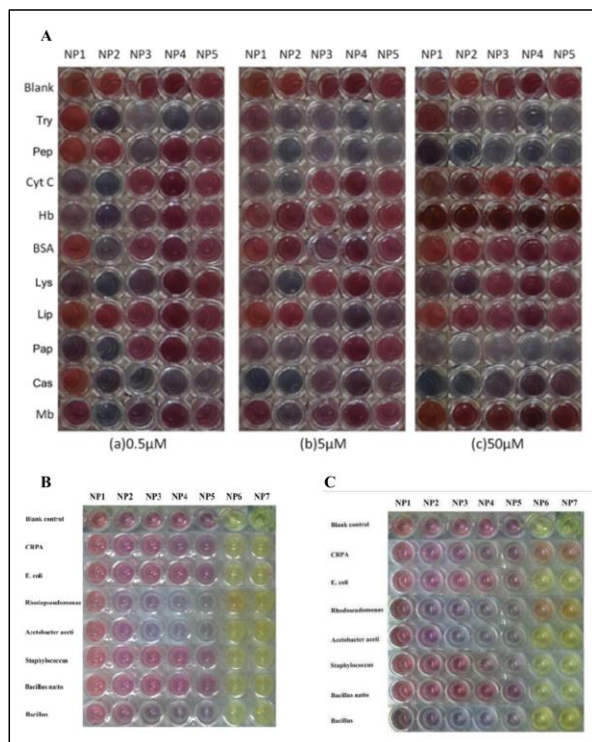 A
NP1 NP2 NP3 NP4 NP5 NP1 NP2 NP3 NP4 NP5 NP1 NP2 NP3 NP4 NP5
Blank
Try
Pep
Cyt C
Hb
BSA
Lys
Lip
Pap
Cas
Mb
(a)0.5μM (b)5μM (c)50μM
B
NP1 NP2 NP3 NP4 NP5 NP6 NP7
Blank control
CRPA
E. coli
Rhodopseudomonas
Acetobacter aceti
Staphylococcus
Bacillus natto
Bacillus
C
NP1 NP2 NP3 NP4 NP5 NP6 NP7
Blank control
CRPA
E. coli
Rhodopseudomonas
Acetobacter aceti
Staphylococcus
Bacillus natto
Bacillus